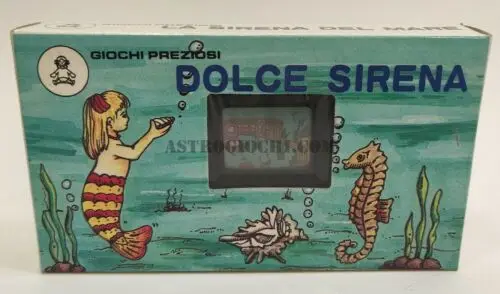 LA SIRENA DEL MARE
GIOCHI PREZIOSI
DOLCE SIRENA
ASTROGIOCHI.COM